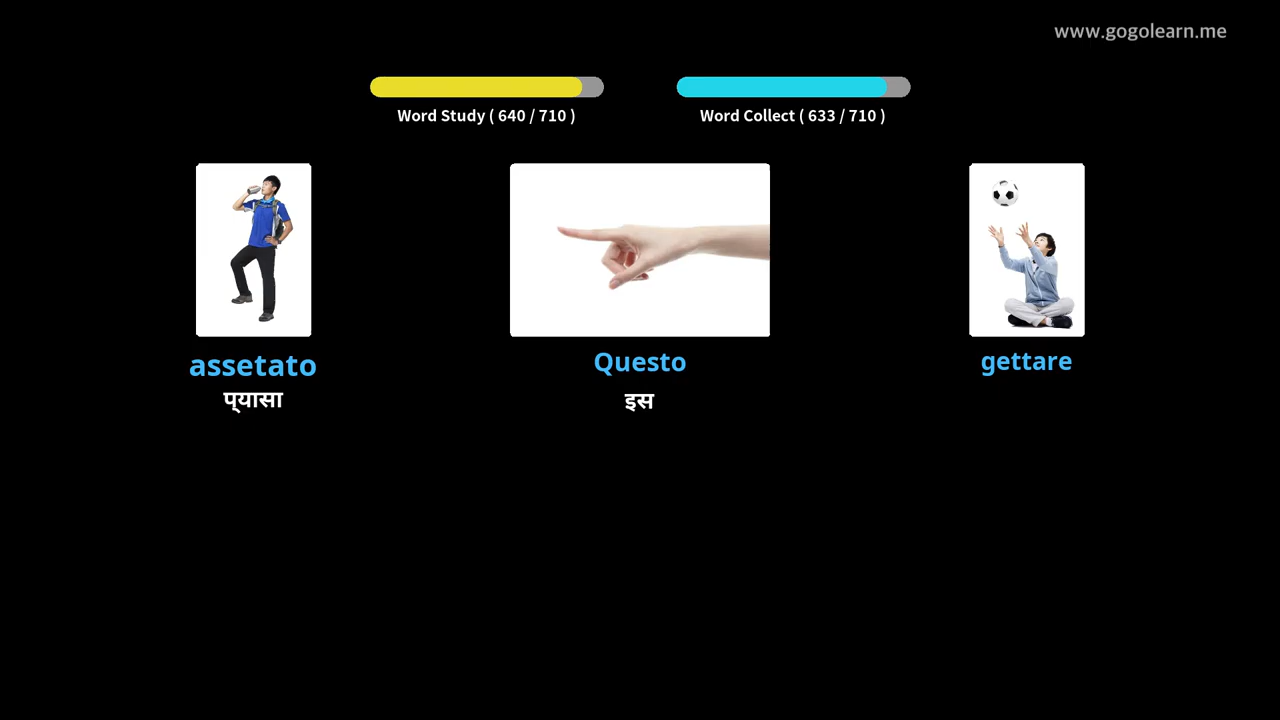 www.gogolearn.me
Word Study ( 640 / 710 )
Word Collect ( 633 / 710 )
assetato
Questo
gettare
प्यासा
इस